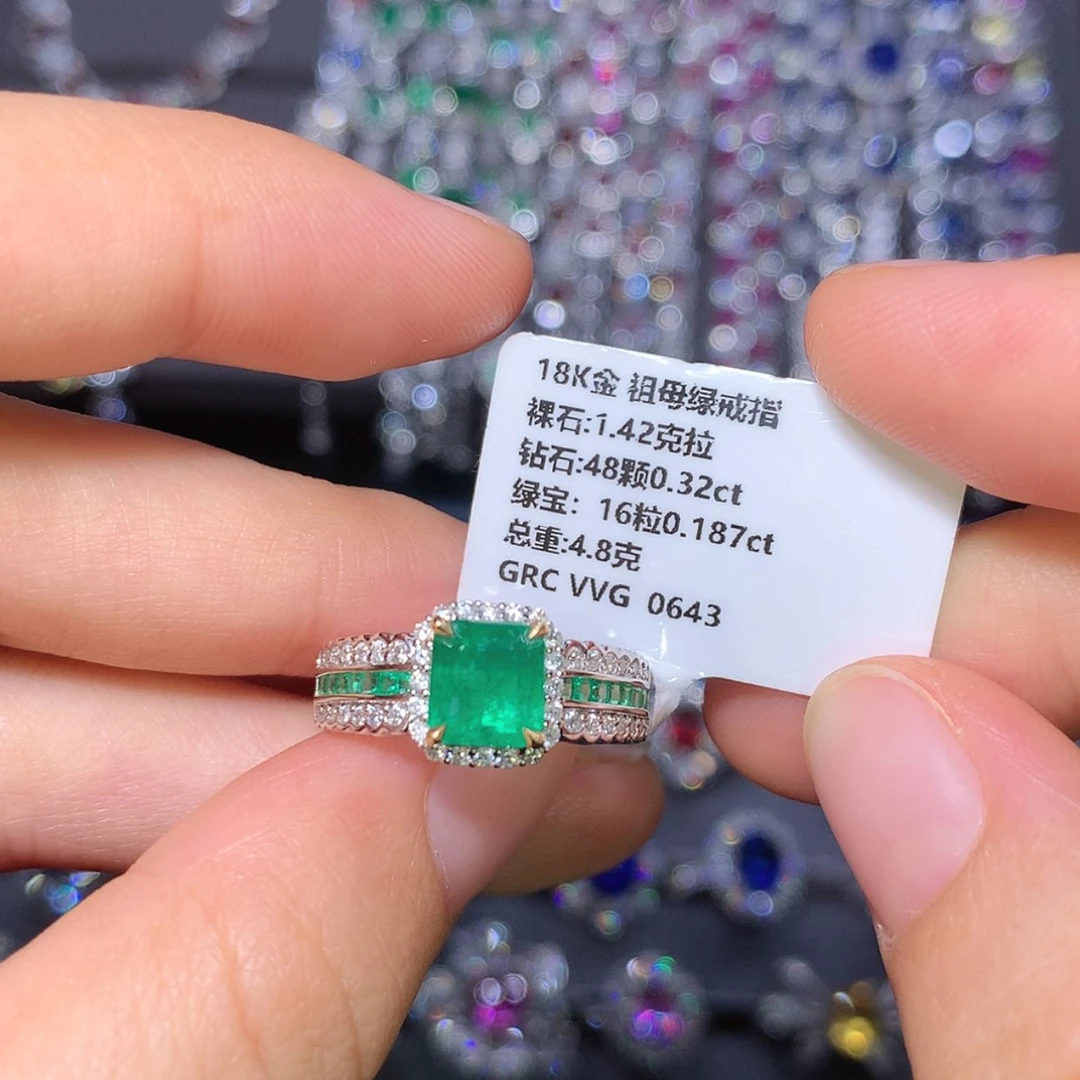 18K金 祖母绿戒指
裸石:1.42克拉
钻石:48颗0.32ct
绿宝：16粒0.187ct
总重:4.8克
GRC VVG 0643